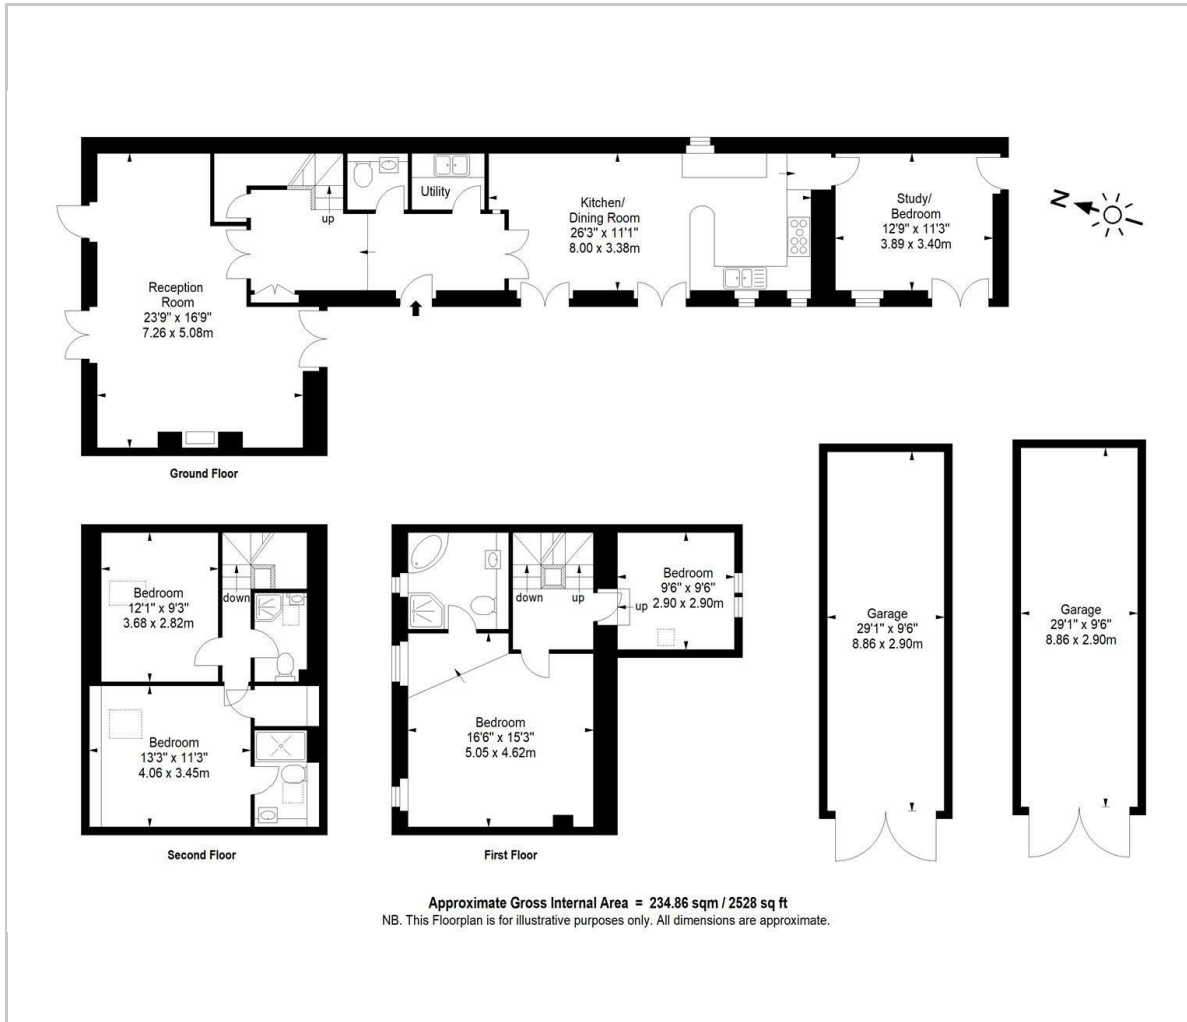 Utility
up
Kitchen/
Dining Room
26'3" x 11'1"
8.00 x 3.38m
Study/
Bedroom
12'9" x 11'3"
3.89 x 3.40m
N
Reception
Room
23'9" x 16'9"
7.26 x 5.08m
Ground Floor
Bedroom
12'1" x 9'3"
3.68 x 2.82m
down
Bedroom
13'3" x 11'3"
4.06 x 3.45m
Second Floor
down
up
Bedroom
9'6" x 9'6"
2.90 x 2.90m
up
Bedroom
16'6" x 15'3"
5.05 x 4.62m
First Floor
Garage
29'1" x 9'6"
8.86 x 2.90m
Garage
29'1" x 9'6"
8.86 x 2.90m
Approximate Gross Internal Area = 234.86 sqm / 2528 sq ft
NB. This Floorplan is for illustrative purposes only. All dimensions are approximate.